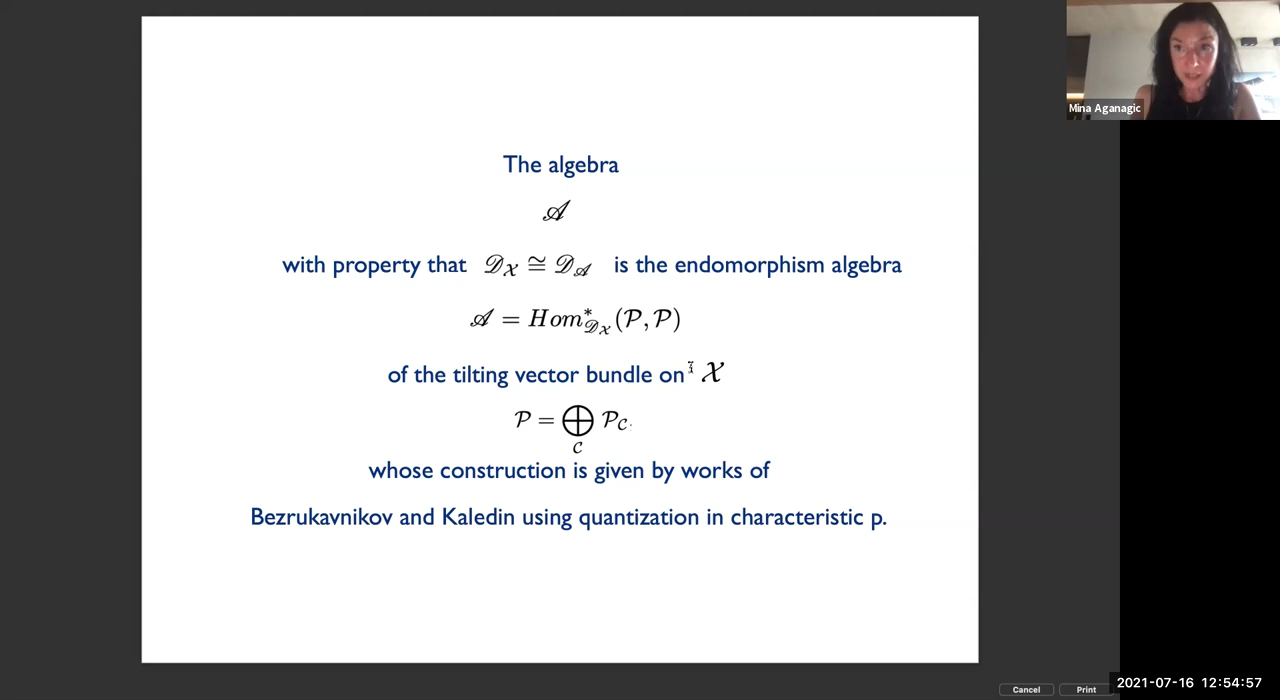 The algebra
𝒜
with property that 𝒟_𝒳 ≅ 𝒟_𝒜 is the endomorphism algebra
𝒜 = Hom*_{𝒟_𝒳}(𝒫, 𝒫)
of the tilting vector bundle on 𝒳
𝒫 = ⊕_𝒞 𝒫_𝒞
whose construction is given by works of
Bezrukavnikov and Kaledin using quantization in characteristic p.
Mina Aganagic
Cancel Print
2021-07-16 12:54:57